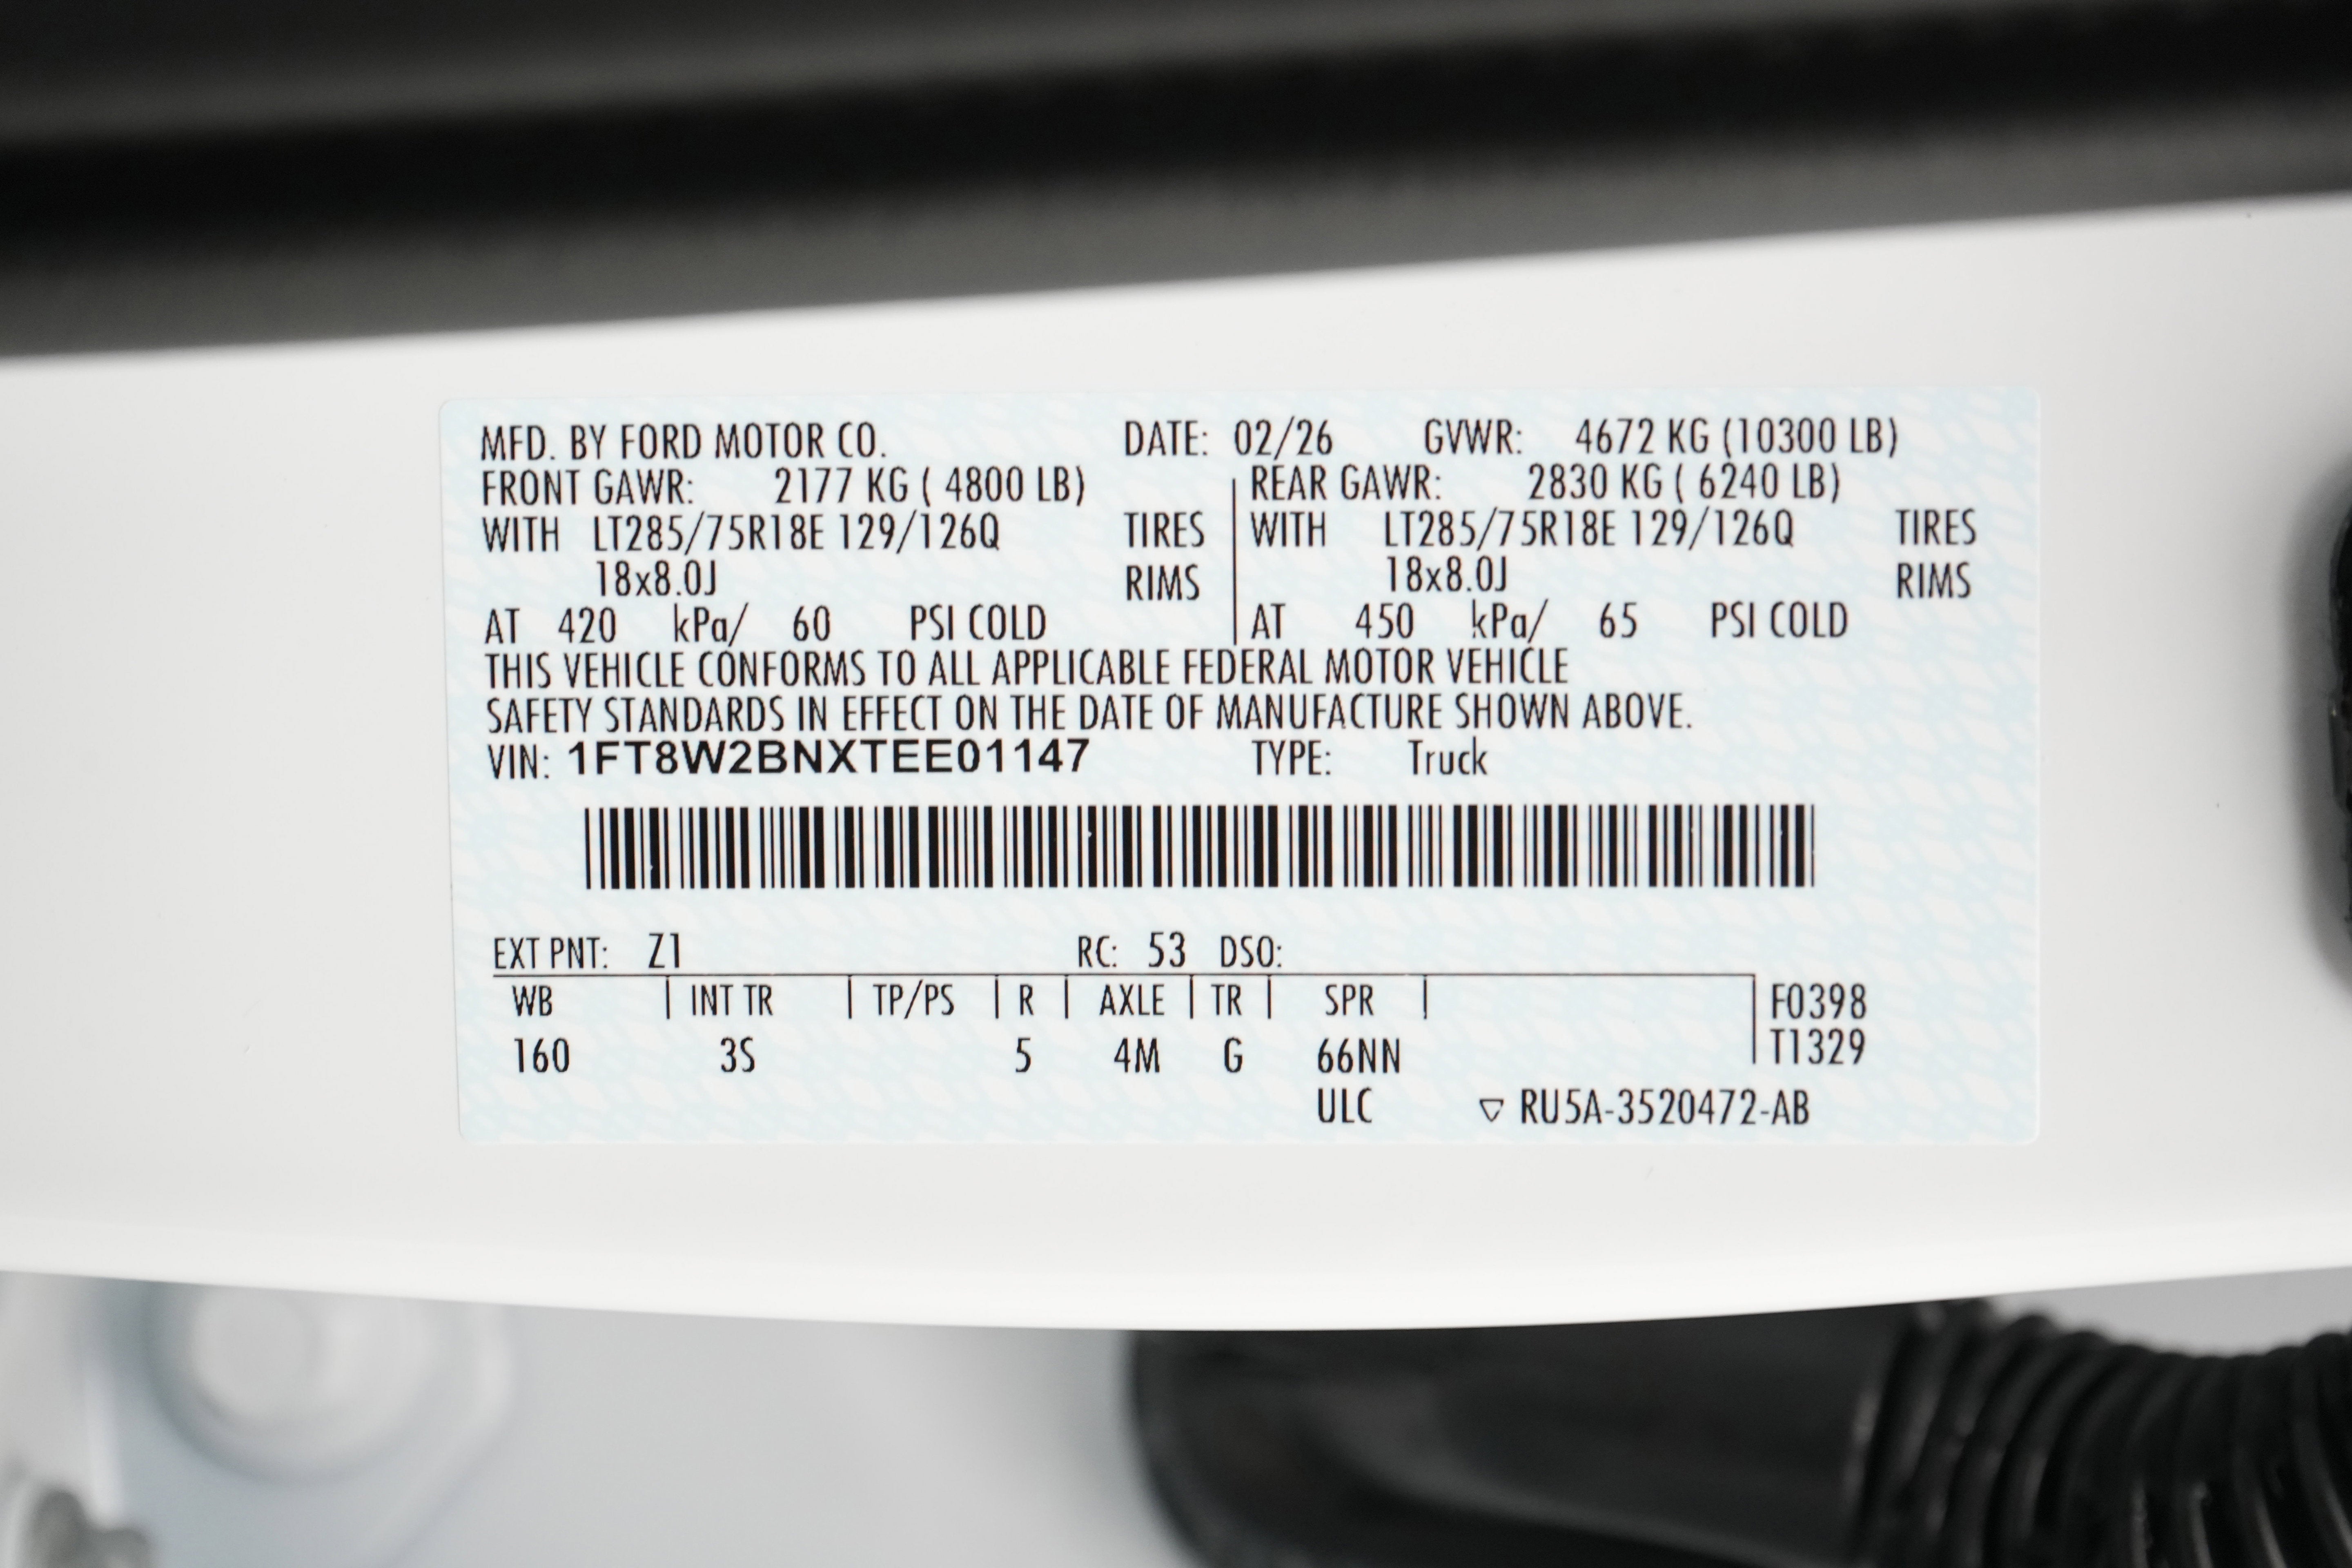 MFD. BY FORD MOTOR CO. DATE: 02/26 GVWR: 4672 KG (10300 LB)
FRONT GAWR: 2177 KG ( 4800 LB) REAR GAWR: 2830 KG ( 6240 LB)
WITH LT285/75R18E 129/126Q TIRES WITH LT285/75R18E 129/126Q TIRES
18x8.0J RIMS 18x8.0J RIMS
AT 420 kPa/ 60 PSI COLD AT 450 kPa/ 65 PSI COLD
THIS VEHICLE CONFORMS TO ALL APPLICABLE FEDERAL MOTOR VEHICLE
SAFETY STANDARDS IN EFFECT ON THE DATE OF MANUFACTURE SHOWN ABOVE.
VIN: 1FT8W2BNXTEE01147 TYPE: Truck
EXT PNT: Z1 RC: 53 DSO:
WB INT TR TP/PS R AXLE TR SPR F0398
160 3S 5 4M G 66NN T1329
ULC ▽ RU5A-3520472-AB